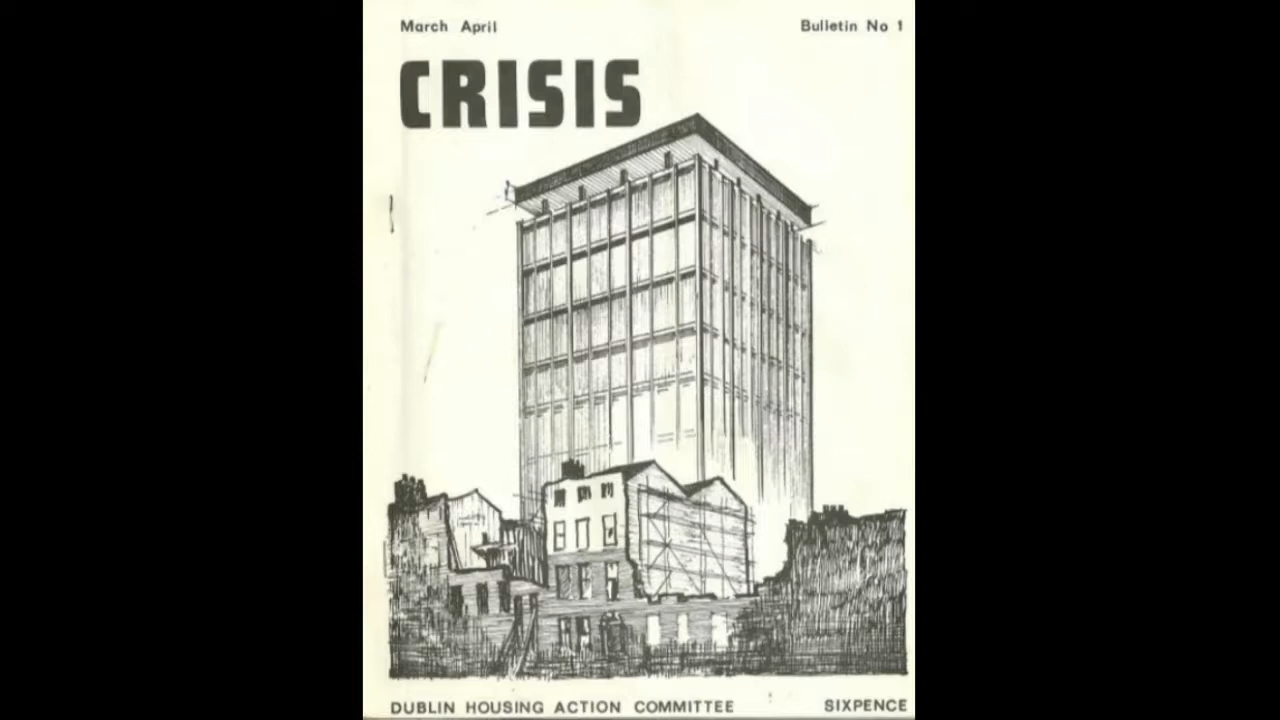 March April
Bulletin No 1
CRISIS
DUBLIN HOUSING ACTION COMMITTEE
SIXPENCE